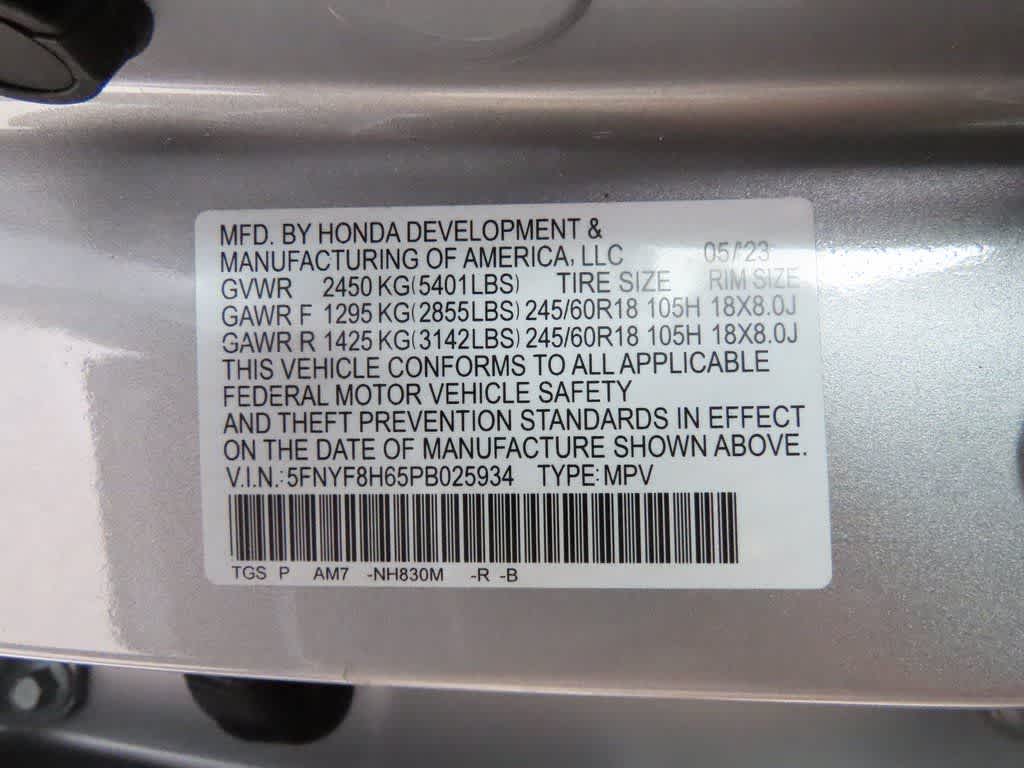 MFD. BY HONDA DEVELOPMENT &
MANUFACTURING OF AMERICA, LLC 05/'23
GVWR 2450 KG(5401LBS) TIRE SIZE RIM SIZE
GAWR F 1295 KG(2855LBS) 245/60R18 105H 18X8.0J
GAWR R 1425 KG(3142LBS) 245/60R18 105H 18X8.0J
THIS VEHICLE CONFORMS TO ALL APPLICABLE
FEDERAL MOTOR VEHICLE SAFETY
AND THEFT PREVENTION STANDARDS IN EFFECT
ON THE DATE OF MANUFACTURE SHOWN ABOVE.
V.I.N.: 5FNYF8H65PB025934 TYPE: MPV
TGS P AM7 -NH830M -R -B